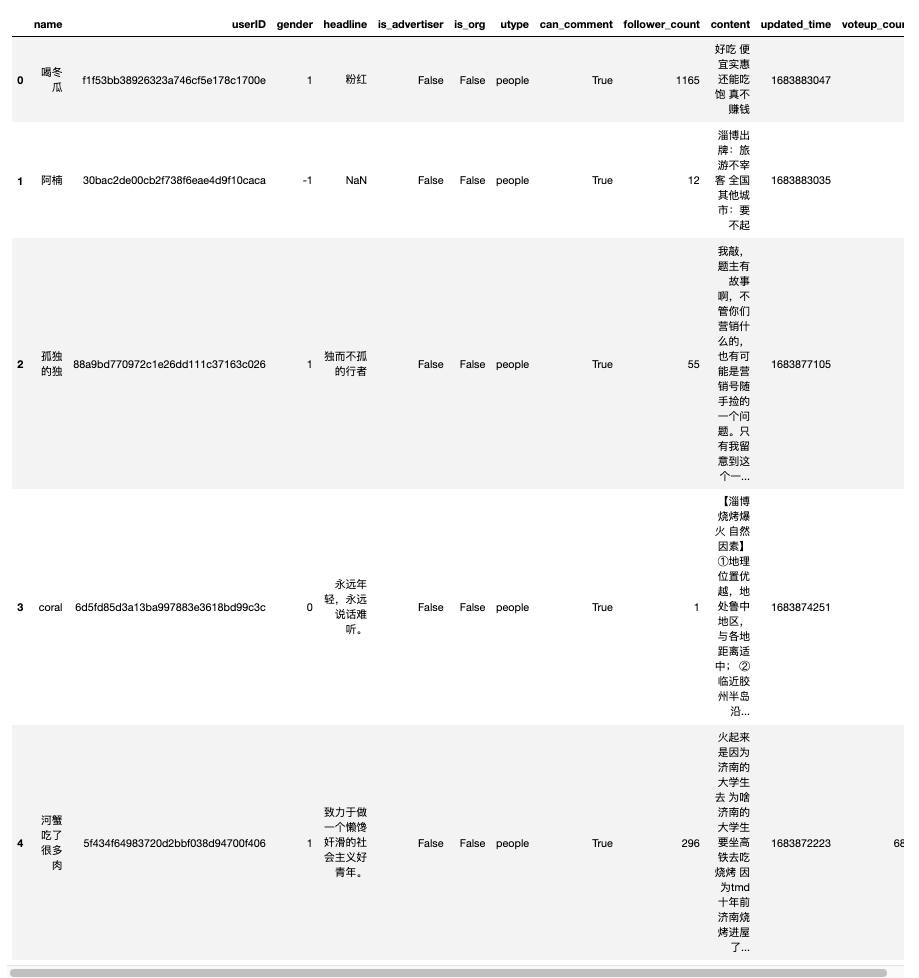 name userID gender headline is_advertiser is_org utype can_comment follower_count content updated_time voteup_cour
0 喝冬瓜 f1f53bb38926323a746cf5e178c1700e 1 粉红 False False people True 1165 好吃 便宜实惠还能吃饱 真不赚钱 1683883047
1 阿楠 30bac2de00cb2f738f6eae4d9f10caca -1 NaN False False people True 12 淄博出牌：旅游不宰客 全国其他城市：要不起 1683883035
2 孤独的独 88a9bd770972c1e26dd111c37163c026 1 独而不孤的行者 False False people True 55 我敲，题主有故事啊，不管你们营销什么的，也有可能是营销号随手捡的一个问题。只有我留意到这个一... 1683877105
3 coral 6d5fd85d3a13ba997883e3618bd99c3c 0 永远年轻，永远说话难听。 False False people True 1 【淄博烧烤爆火 自然因素】①地理位置优越，地处鲁中地区，与各地距离适中； ②临近胶州半岛沿... 1683874251
4 河蟹吃了很多肉 5f434f64983720d2bbf038d94700f406 1 致力于做一个懒馋奸滑的社会主义好青年。 False False people True 296 火起来是因为济南的大学生去 为啥济南的大学生要坐高铁去吃烧烤 因为tmd十年前济南烧烤进屋了... 1683872223 68